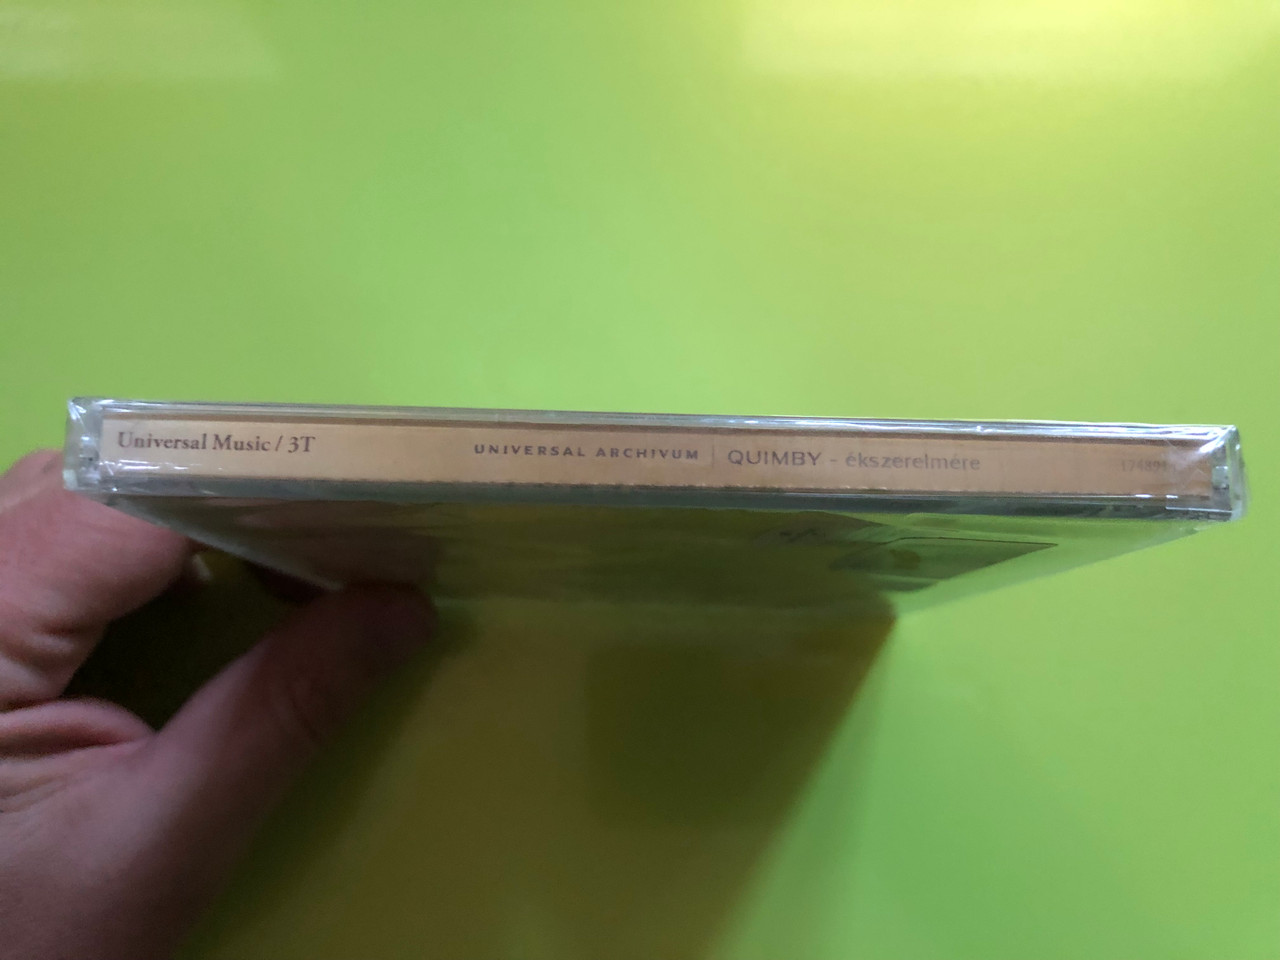 Universal Music / 3T UNIVERSAL ARCHIVUM | QUIMBY - ékszerelmére